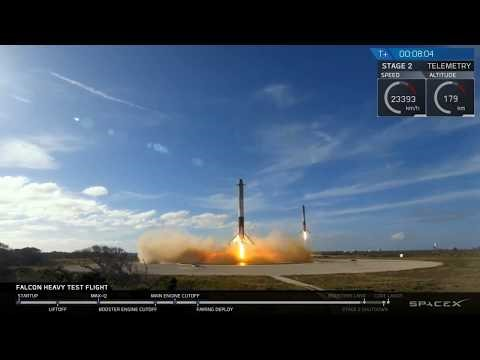 T+ 00:08:04
STAGE 2 TELEMETRY
SPEED ALTITUDE
23393 179
km/h km
FALCON HEAVY TEST FLIGHT
STARTUP MAX-Q MAIN ENGINE CUTOFF
LIFTOFF BOOSTER ENGINE CUTOFF FAIRING DEPLOY
STAGE 2 SHUTDOWN
SPACEX